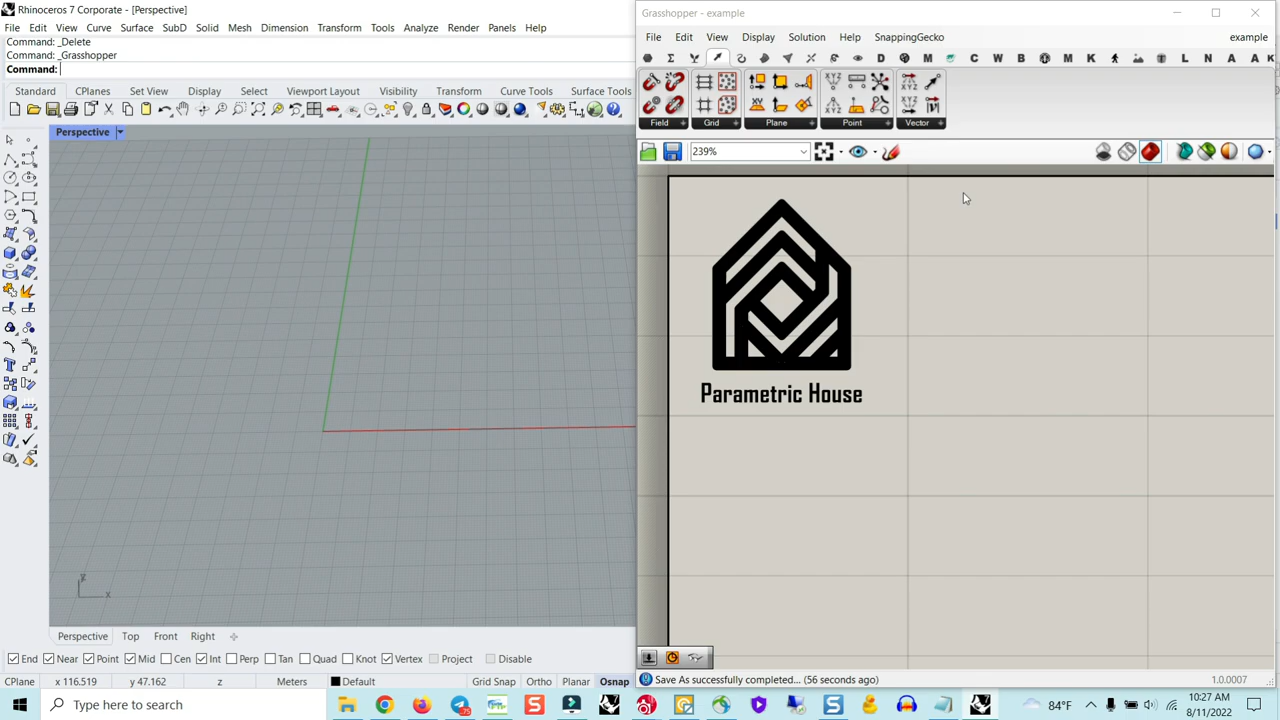 Rhinoceros 7 Corporate - [Perspective]
File Edit View Curve Surface SubD Solid Mesh Dimension Transform Tools Analyze Render Panels Help
Command: _Delete
Command: _Grasshopper
Command:
Standard CPlanes Set View Display Select Viewport Layout Visibility Transform Curve Tools Surface Tools
Perspective
y
x
Perspective Top Front Right
End Near Point Mid Cen Int Perp Tan Quad Knot Vertex Project Disable
CPlane x 116.519 y 47.162 z Meters Default Grid Snap Ortho Planar Osnap
Grasshopper - example
File Edit View Display Solution Help SnappingGecko example
Field Grid Plane Point Vector
239%
Parametric House
Save As successfully completed... (56 seconds ago) 1.0.0007
Type here to search
84°F
10:27 AM
8/11/2022